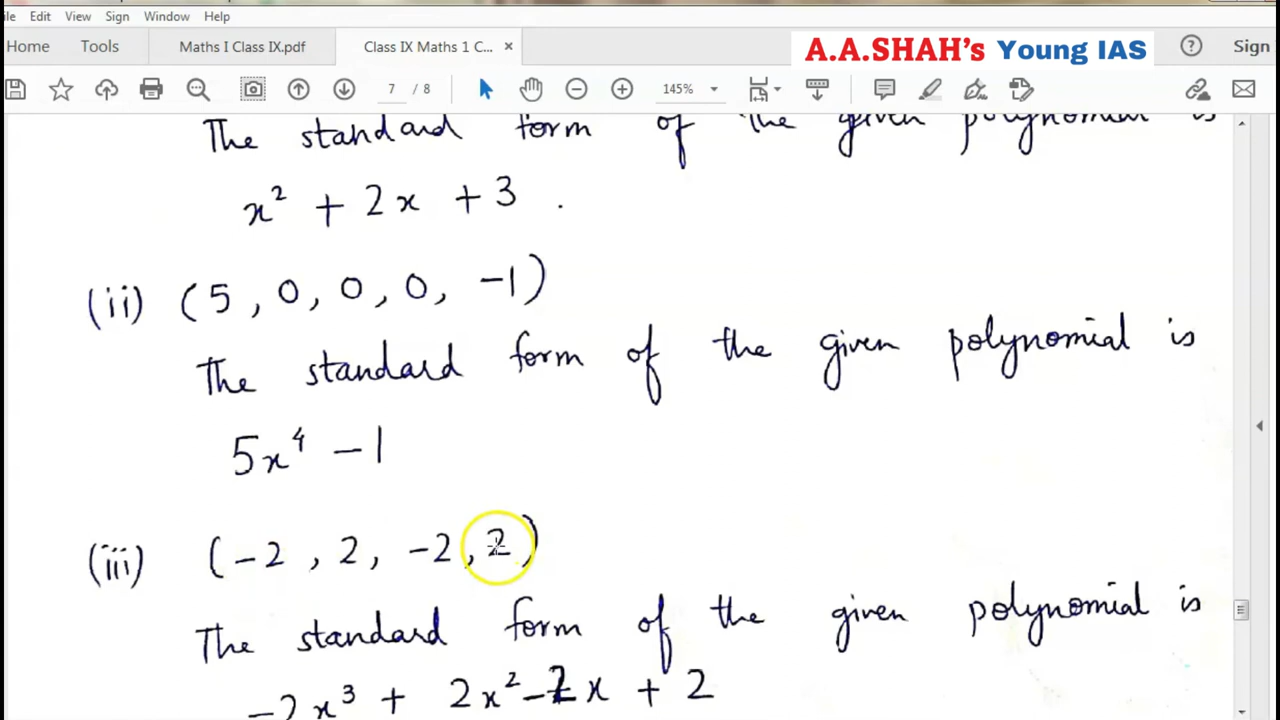 File Edit View Sign Window Help
Home Tools Maths I Class IX.pdf Class IX Maths 1 C... × A.A.SHAH's Young IAS Sign
7 / 8 145%
The standard form of the given polynomial is
x² + 2x + 3 .
(ii) (5, 0, 0, 0, -1)
The standard form of the given polynomial is
5x⁴ - 1
(iii) (-2, 2, -2, 2)
The standard form of the given polynomial is
-2x³ + 2x² - 2x + 2